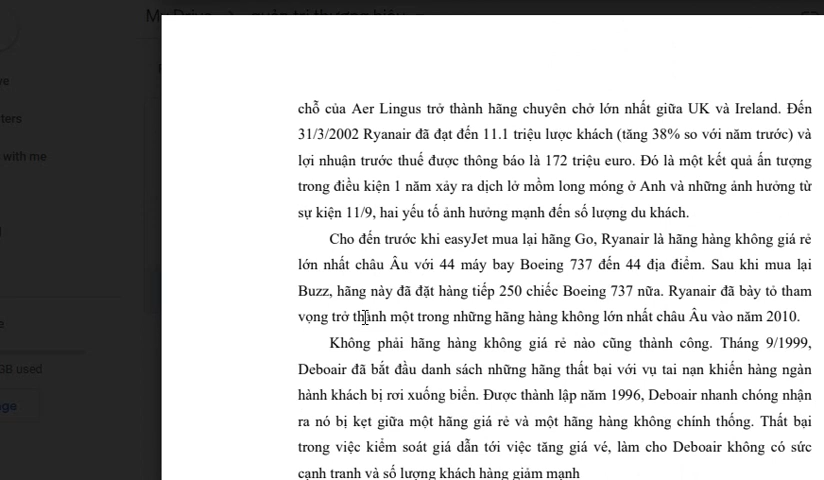 chỗ của Aer Lingus trở thành hãng chuyên chở lớn nhất giữa UK và Ireland. Đến
31/3/2002 Ryanair đã đạt đến 11.1 triệu lược khách (tăng 38% so với năm trước) và
lợi nhuận trước thuế được thông báo là 172 triệu euro. Đó là một kết quả ấn tượng
trong điều kiện 1 năm xảy ra dịch lở mồm long móng ở Anh và những ảnh hưởng từ
sự kiện 11/9, hai yếu tố ảnh hưởng mạnh đến số lượng du khách.
Cho đến trước khi easyJet mua lại hãng Go, Ryanair là hãng hàng không giá rẻ
lớn nhất châu Âu với 44 máy bay Boeing 737 đến 44 địa điểm. Sau khi mua lại
Buzz, hãng này đã đặt hàng tiếp 250 chiếc Boeing 737 nữa. Ryanair đã bày tỏ tham
vọng trở thành một trong những hãng hàng không lớn nhất châu Âu vào năm 2010.
Không phải hãng hàng không giá rẻ nào cũng thành công. Tháng 9/1999,
Deboair đã bắt đầu danh sách những hãng thất bại với vụ tai nạn khiến hàng ngàn
hành khách bị rơi xuống biển. Được thành lập năm 1996, Deboair nhanh chóng nhận
ra nó bị kẹt giữa một hãng giá rẻ và một hãng hàng không chính thống. Thất bại
trong việc kiểm soát giá dẫn tới việc tăng giá vé, làm cho Deboair không có sức
cạnh tranh và số lượng khách hàng giảm mạnh
ters
with me
GB used